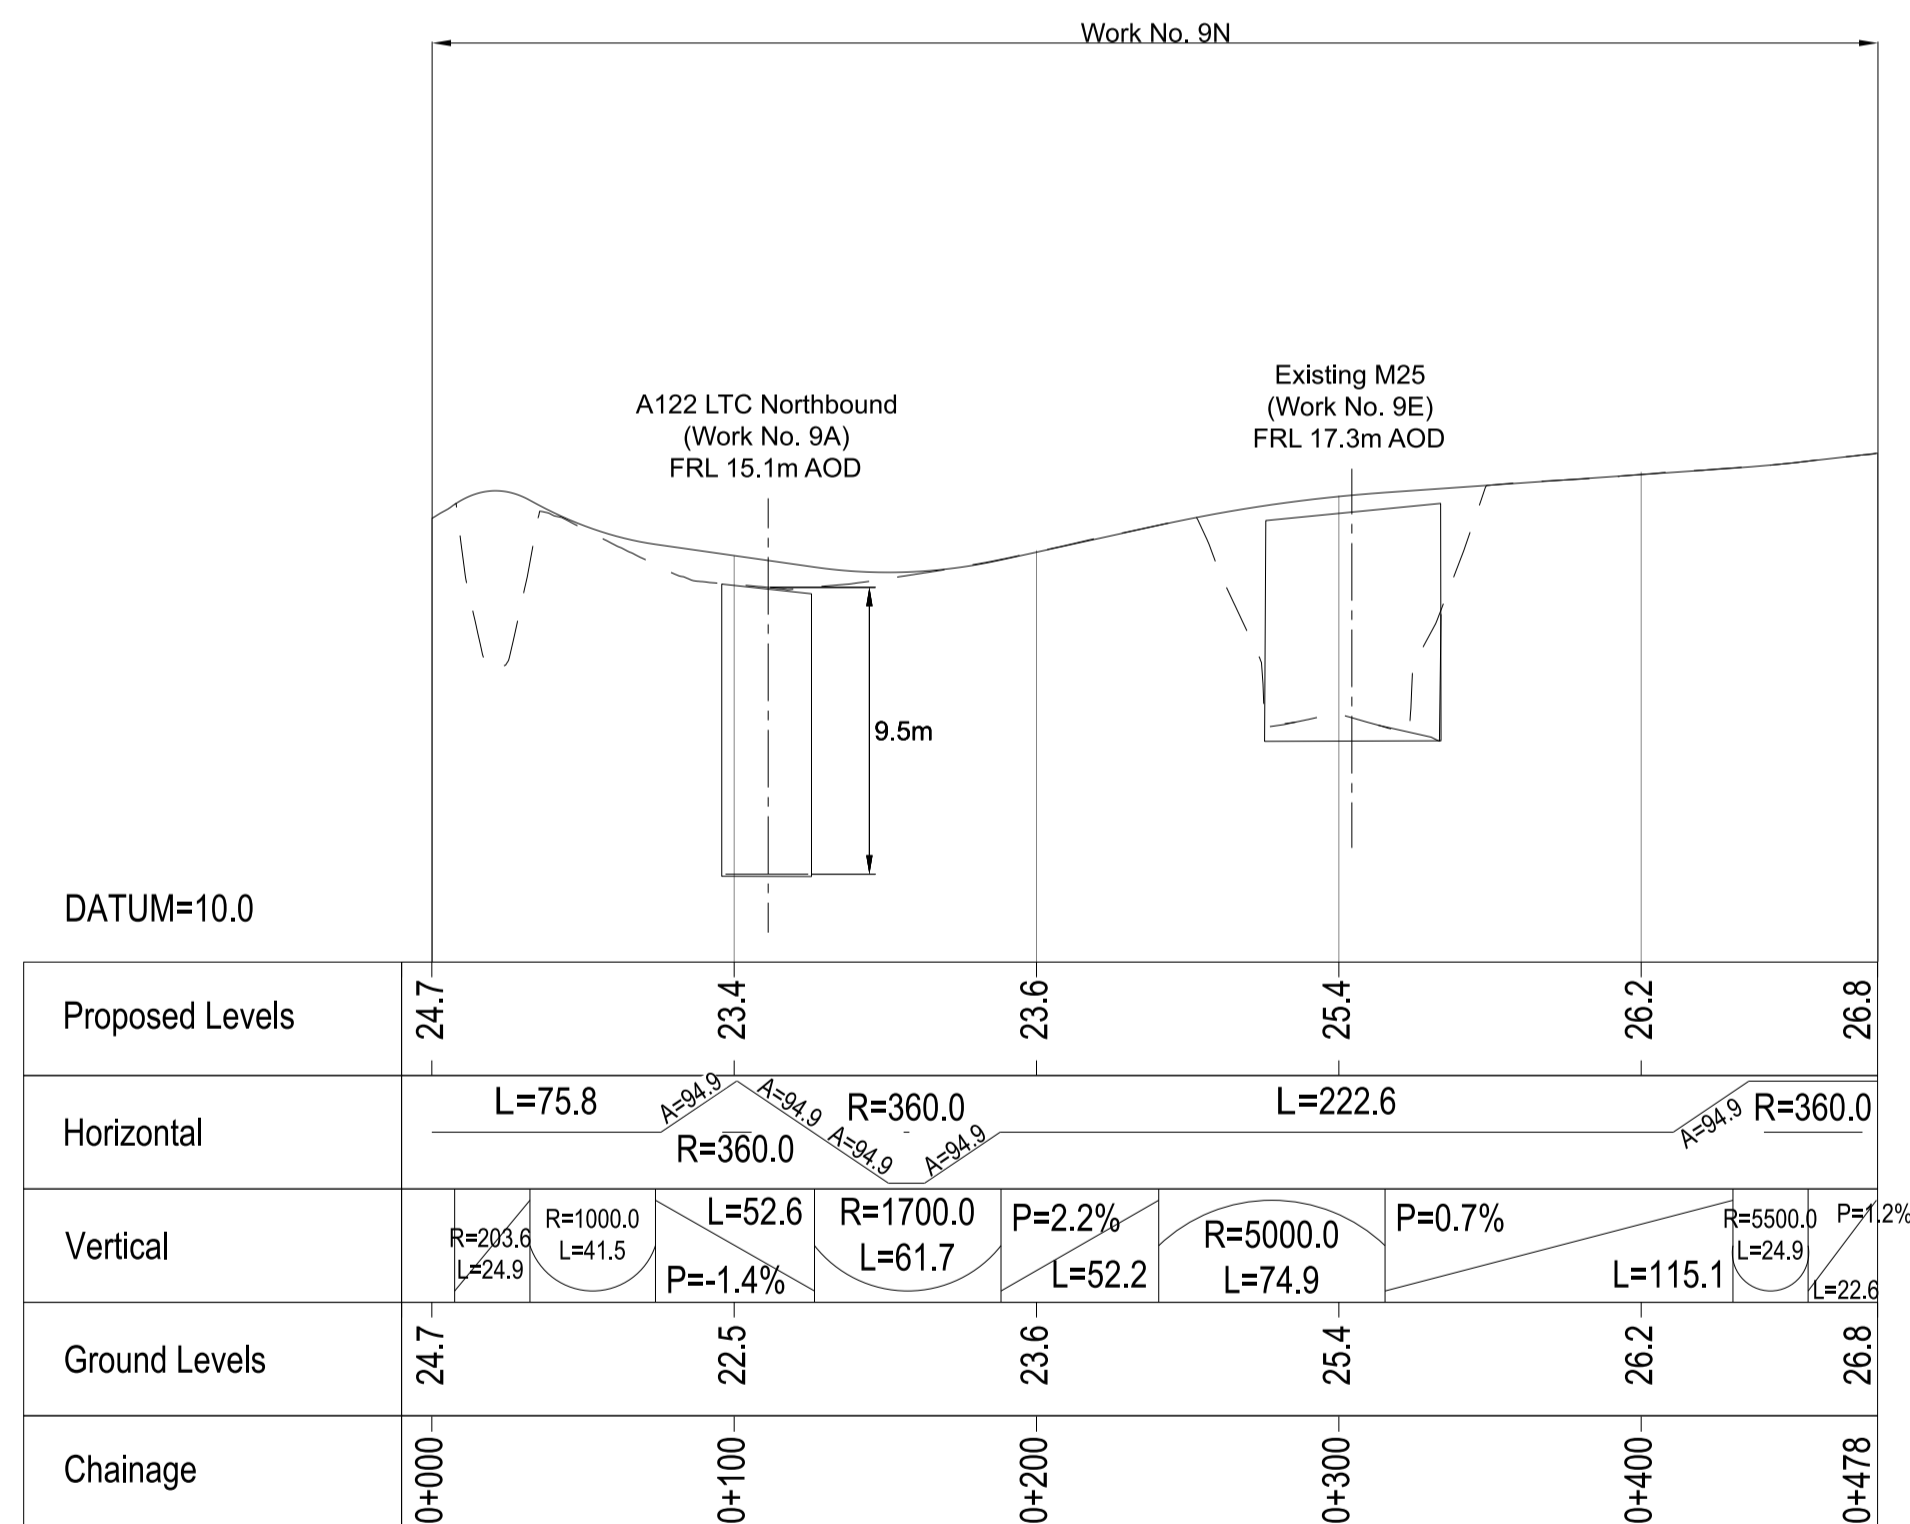 Work No. 9N
Existing M25
(Work No. 9E)
FRL 17.3m AOD
A122 LTC Northbound
(Work No. 9A)
FRL 15.1m AOD
9.5m
DATUM=10.0
Proposed Levels
24.7
23.4
23.6
25.4
26.2
26.8
Horizontal
L=75.8
A=94.9
R=360.0
A=94.9
A=94.9
R=360.0
A=94.9
L=222.6
A=94.9
R=360.0
Vertical
R=203.6
L=24.9
R=1000.0
L=41.5
L=52.6
P=-1.4%
R=1700.0
L=61.7
P=2.2%
L=52.2
R=5000.0
L=74.9
P=0.7%
L=115.1
R=5500.0
L=24.9
P=1.2%
L=22.6
Ground Levels
24.7
22.5
23.6
25.4
26.2
26.8
Chainage
0+000
0+100
0+200
0+300
0+400
0+478